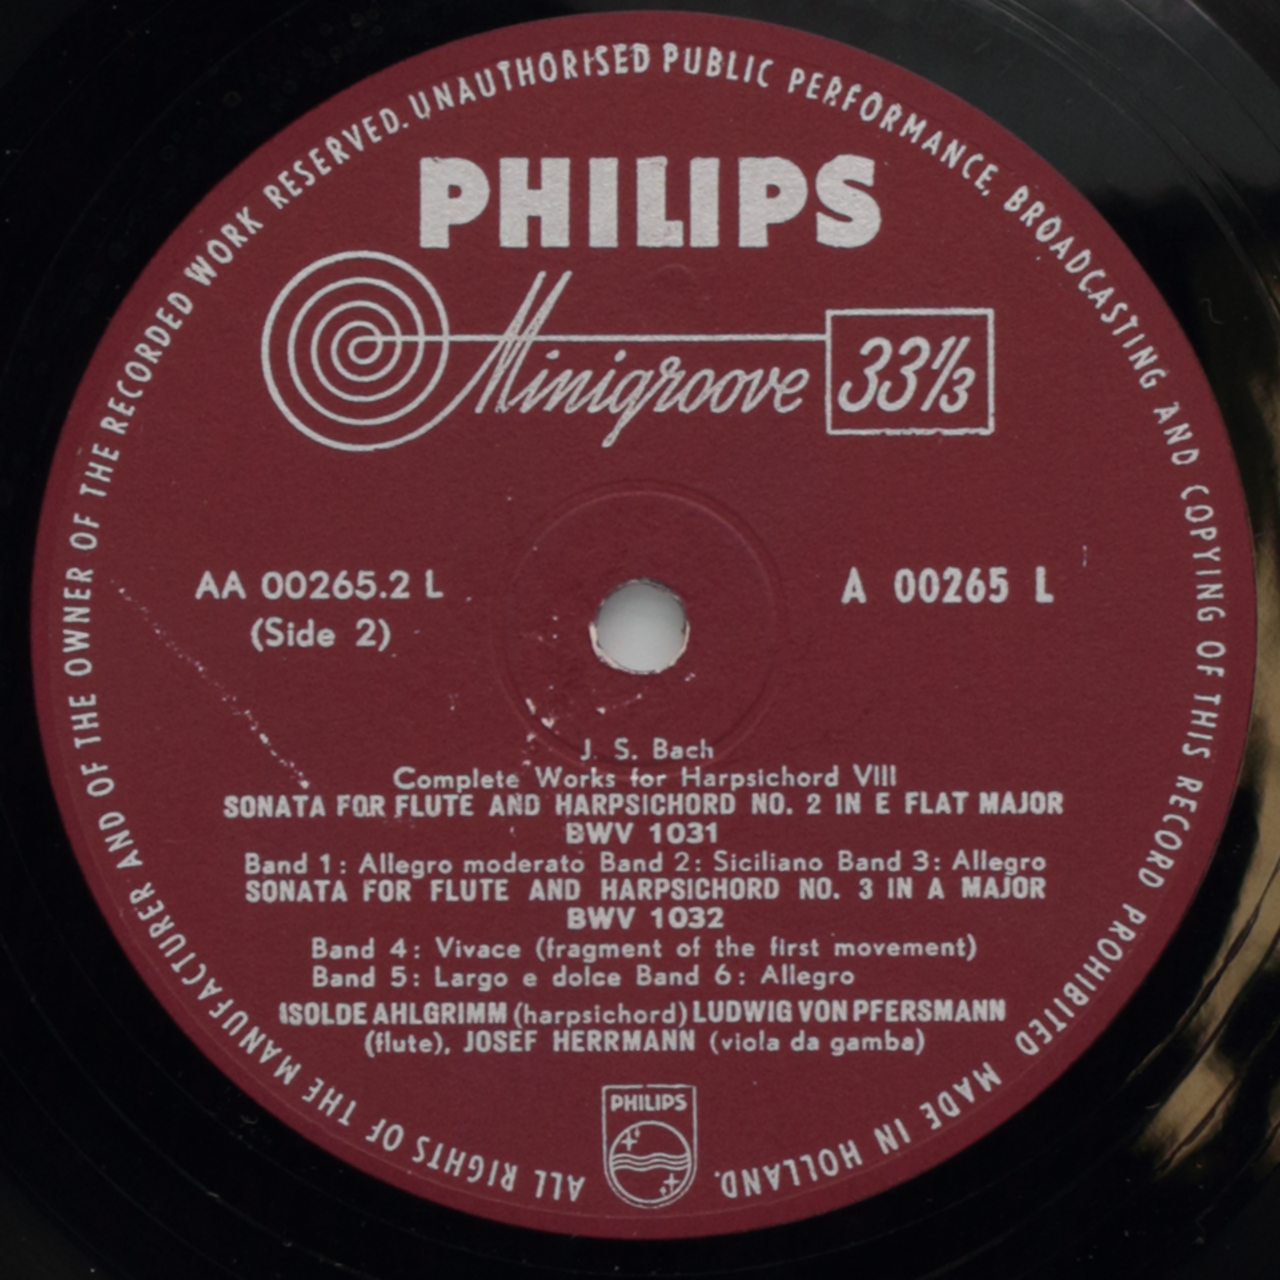 ALL RIGHTS OF THE MANUFACTURER AND OF THE OWNER OF THE RECORDED WORK RESERVED. UNAUTHORISED PUBLIC PERFORMANCE, BROADCASTING AND COPYING OF THIS RECORD PROHIBITED MADE IN HOLLAND.
PHILIPS
Minigroove 33 1/3
AA 00265.2 L
(Side 2)
A 00265 L
J. S. Bach
Complete Works for Harpsichord VIII
SONATA FOR FLUTE AND HARPSICHORD NO. 2 IN E FLAT MAJOR
BWV 1031
Band 1: Allegro moderato Band 2: Siciliano Band 3: Allegro
SONATA FOR FLUTE AND HARPSICHORD NO. 3 IN A MAJOR
BWV 1032
Band 4: Vivace (fragment of the first movement)
Band 5: Largo e dolce Band 6: Allegro
ISOLDE AHLGRIMM (harpsichord) LUDWIG VON PFERSMANN
(flute), JOSEF HERRMANN (viola da gamba)
PHILIPS